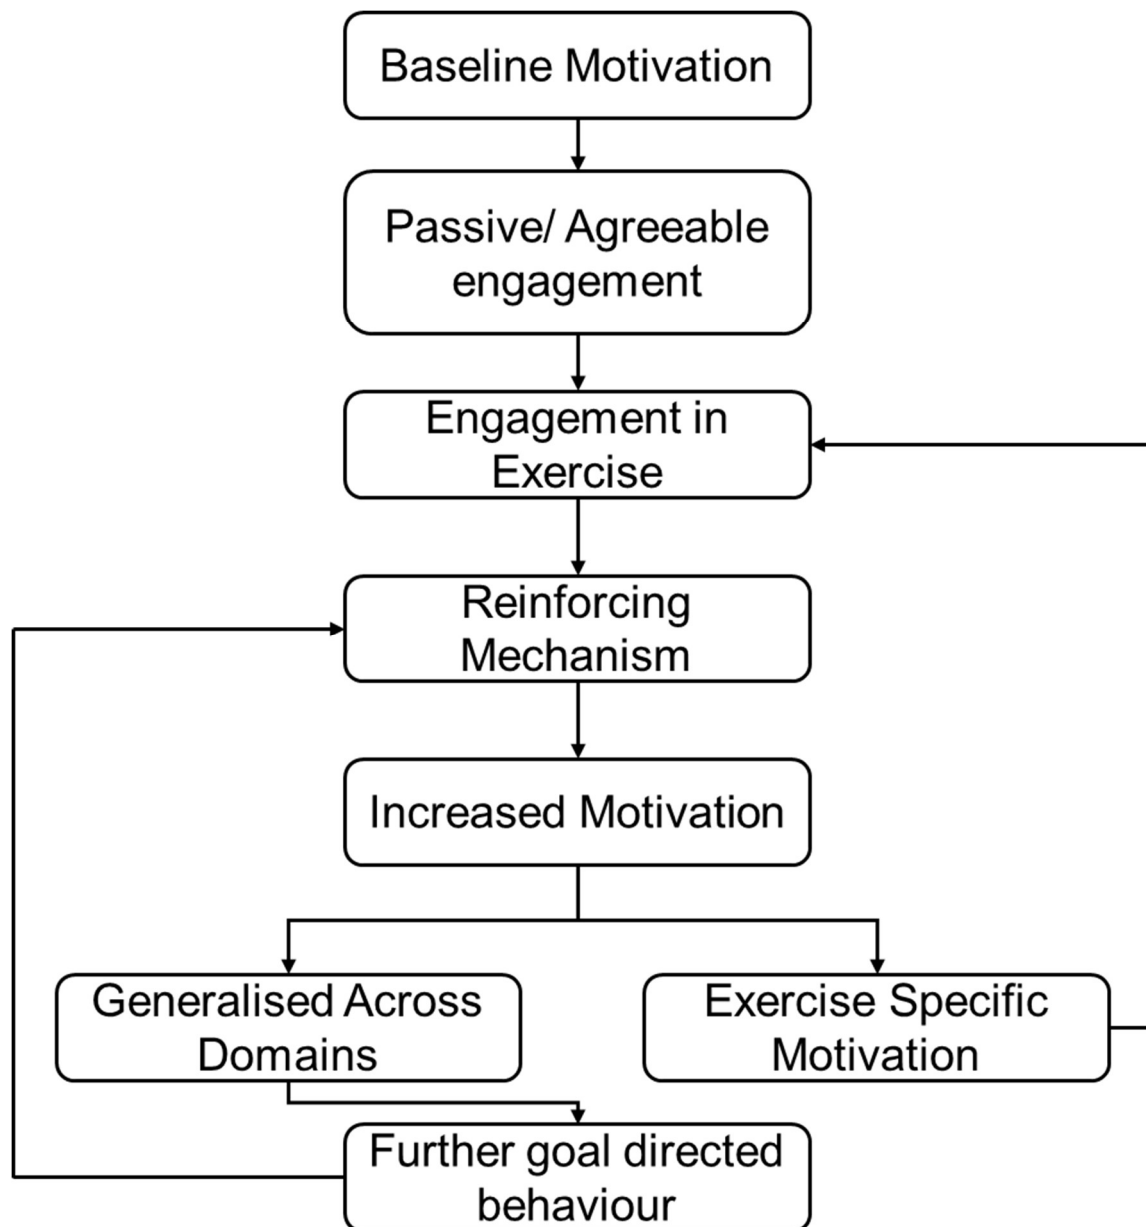 Baseline Motivation
Passive/ Agreeable
engagement
Engagement in
Exercise
Reinforcing
Mechanism
Increased Motivation
Generalised Across
Domains
Exercise Specific
Motivation
Further goal directed
behaviour